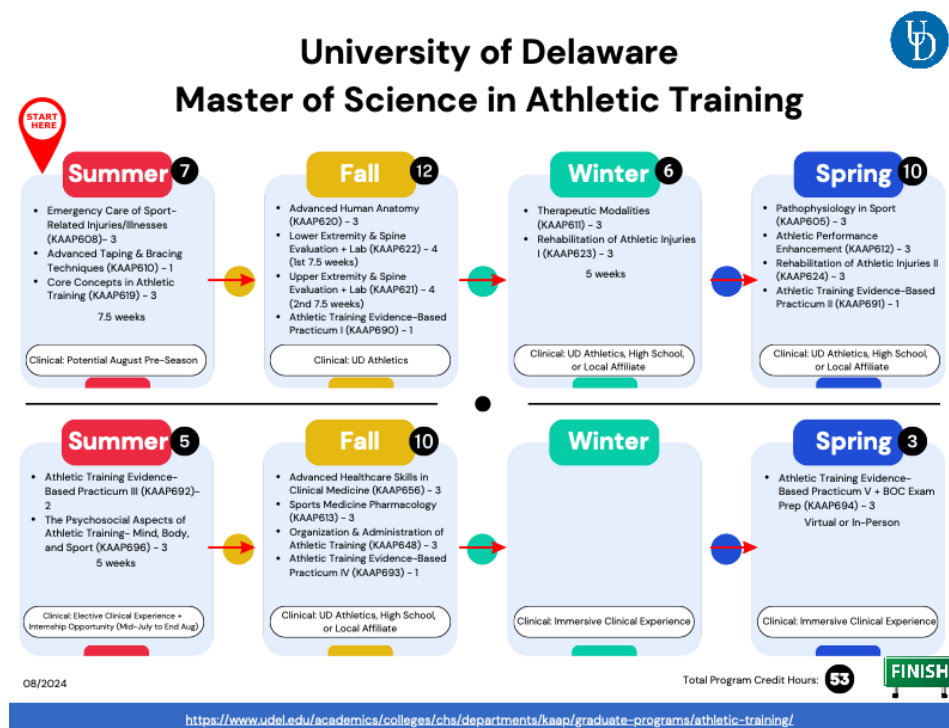 UD
University of Delaware
Master of Science in Athletic Training
START
HERE
Summer 7
• Emergency Care of Sport-
Related Injuries/Illnesses
(KAAP608)- 3
• Advanced Taping & Bracing
Techniques (KAAP610) - 1
• Core Concepts in Athletic
Training (KAAP619) - 3
7.5 weeks
Clinical: Potential August Pre-Season
Fall 12
• Advanced Human Anatomy
(KAAP620) - 3
• Lower Extremity & Spine
Evaluation + Lab (KAAP622) - 4
(1st 7.5 weeks)
• Upper Extremity & Spine
Evaluation + Lab (KAAP621) - 4
(2nd 7.5 weeks)
• Athletic Training Evidence-Based
Practicum I (KAAP690) - 1
Clinical: UD Athletics
Winter 6
• Therapeutic Modalities
(KAAP611) - 3
• Rehabilitation of Athletic Injuries
I (KAAP623) - 3
5 weeks
Clinical: UD Athletics, High School,
or Local Affiliate
Spring 10
• Pathophysiology in Sport
(KAAP605) - 3
• Athletic Performance
Enhancement (KAAP612) - 3
• Rehabilitation of Athletic Injuries II
(KAAP624) - 3
• Athletic Training Evidence-Based
Practicum II (KAAP691) - 1
Clinical: UD Athletics, High School,
or Local Affiliate
Summer 5
• Athletic Training Evidence-
Based Practicum III (KAAP692)-
2
• The Psychosocial Aspects of
Athletic Training- Mind, Body,
and Sport (KAAP696) - 3
5 weeks
Clinical: Elective Clinical Experience +
Internship Opportunity (Mid-July to End Aug)
Fall 10
• Advanced Healthcare Skills in
Clinical Medicine (KAAP656) - 3
• Sports Medicine Pharmacology
(KAAP613) - 3
• Organization & Administration of
Athletic Training (KAAP648) - 3
• Athletic Training Evidence-Based
Practicum IV (KAAP693) - 1
Clinical: UD Athletics, High School,
or Local Affiliate
Winter
Clinical: Immersive Clinical Experience
Spring 3
• Athletic Training Evidence-
Based Practicum V + BOC Exam
Prep (KAAP694) - 3
Virtual or In-Person
Clinical: Immersive Clinical Experience
08/2024
Total Program Credit Hours: 53
FINISH
https://www.udel.edu/academics/colleges/chs/departments/kaap/graduate-programs/athletic-training/